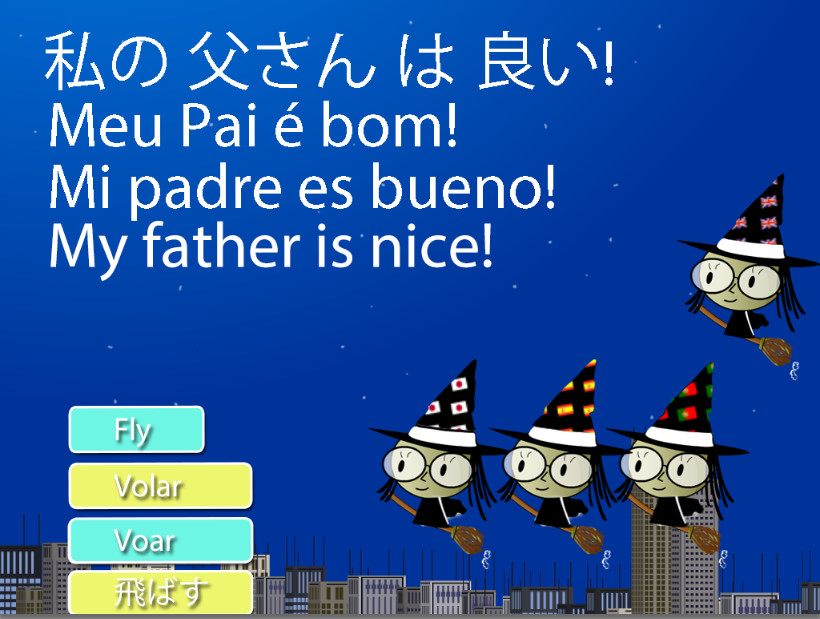 私の 父さん は 良い!
Meu Pai é bom!
Mi padre es bueno!
My father is nice!
Fly
Volar
Voar
飛ばす